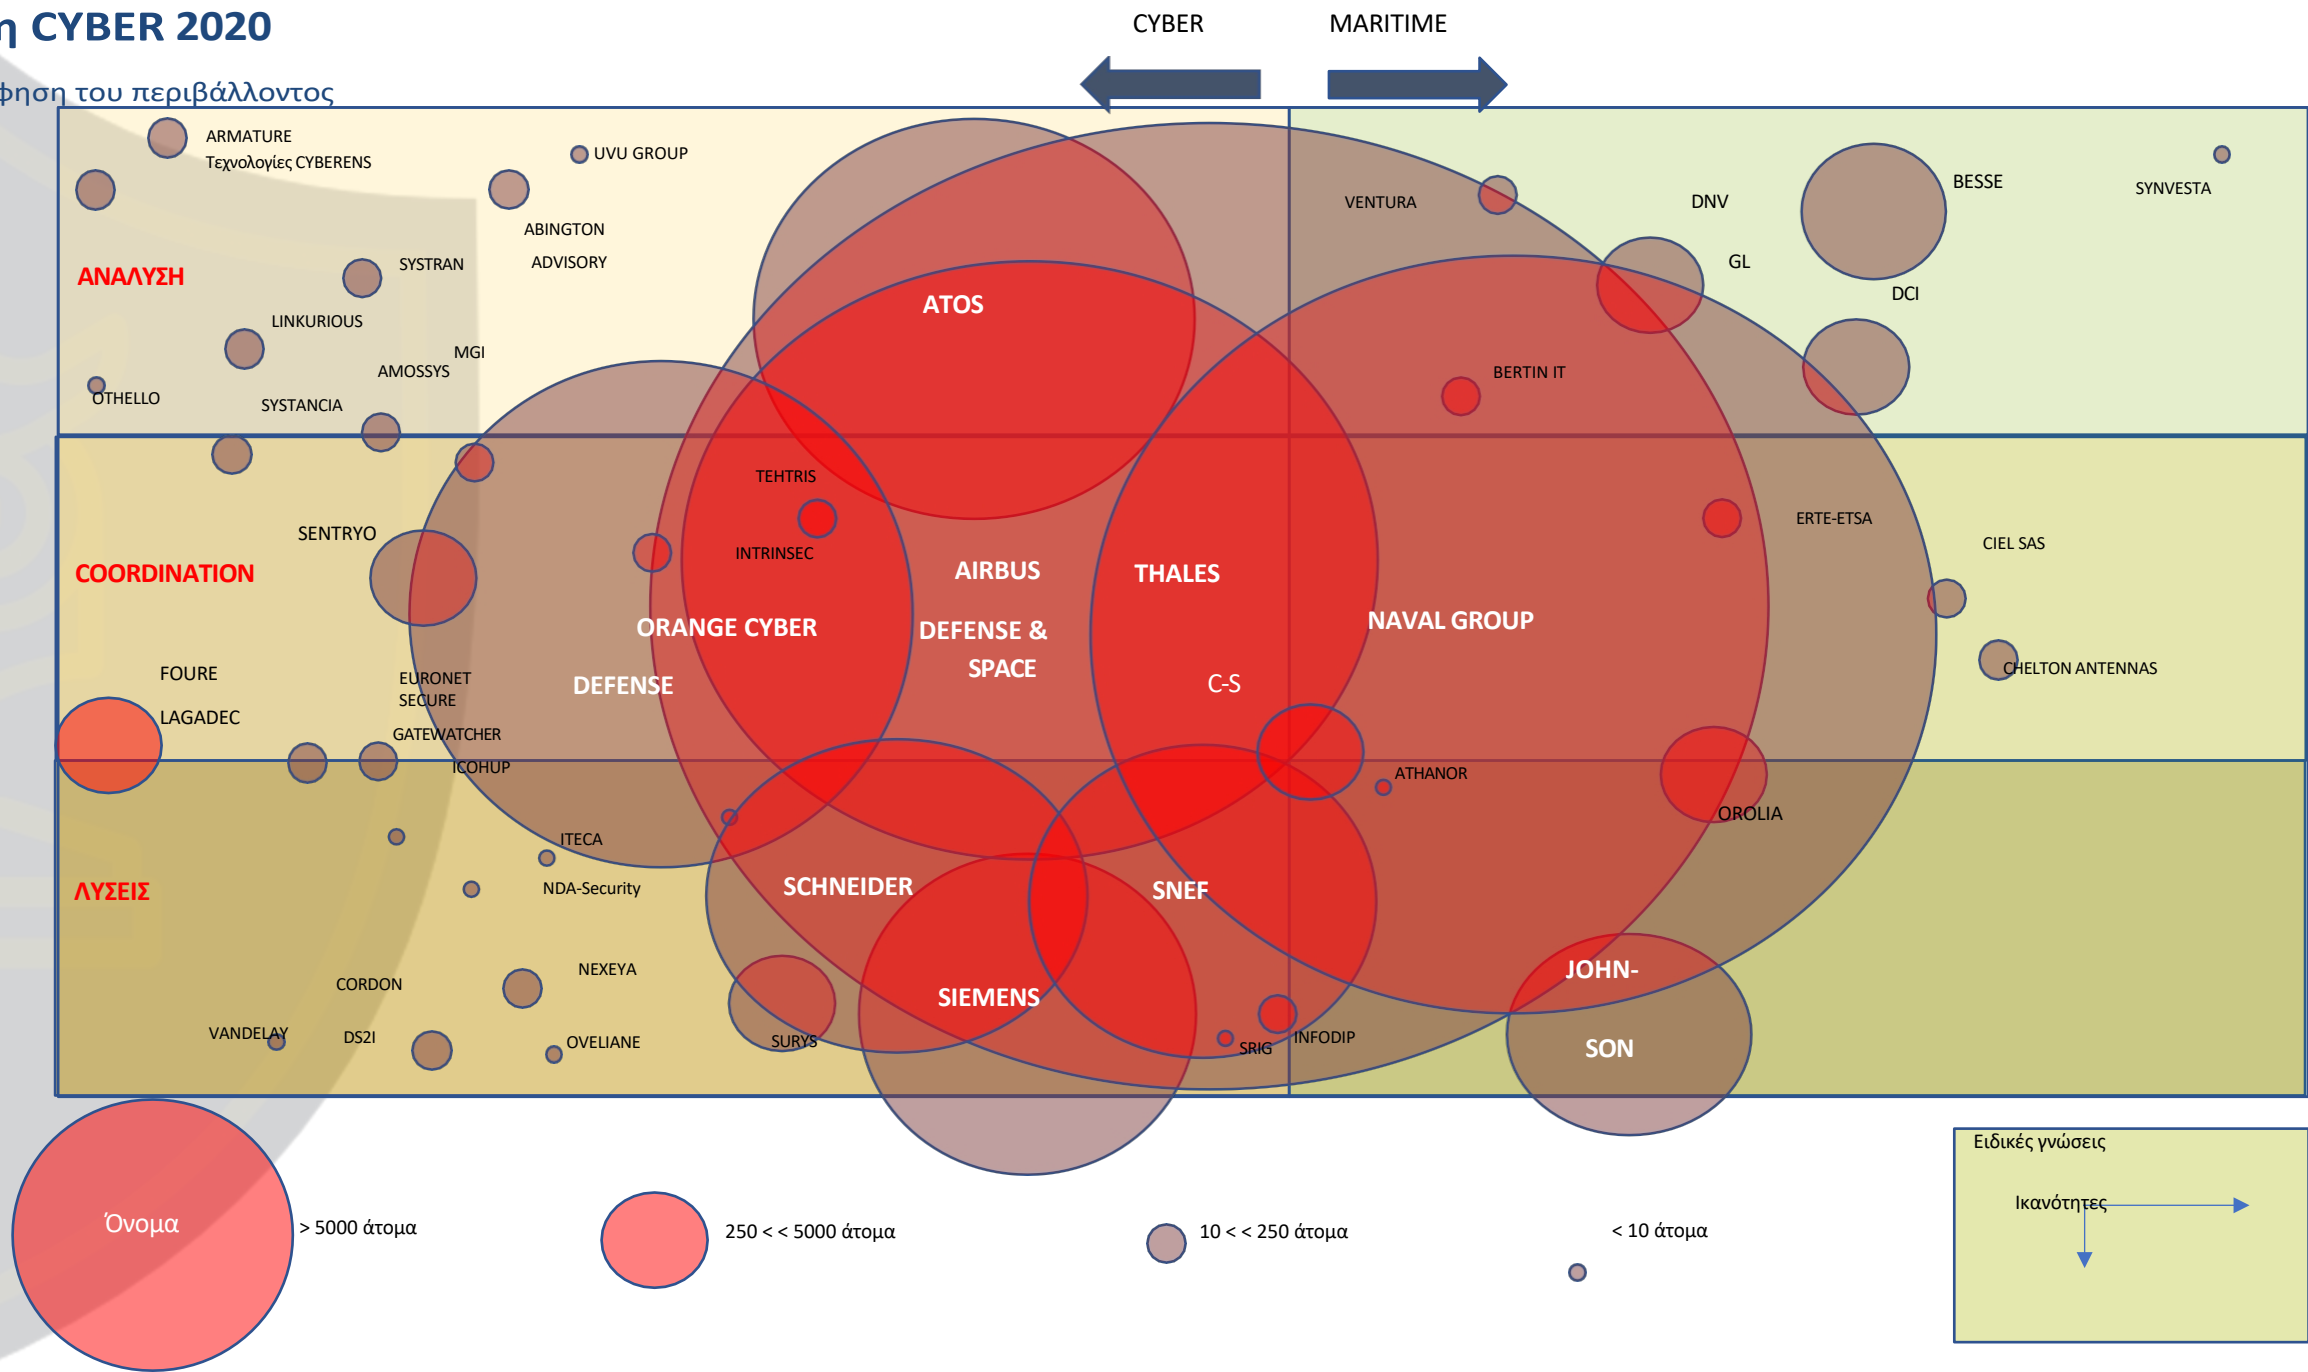 η CYBER 2020
φηση του περιβάλλοντος
CYBER
MARITIME
ARMATURE
Τεχνολογίες CYBERENS
UVU GROUP
ABINGTON
ADVISORY
ΑΝΑΛΥΣΗ
SYSTRAN
LINKURIOUS
MGI
AMOSSYS
OTHELLO
SYSTANCIA
ATOS
VENTURA
DNV
GL
BESSE
DCI
SYNVESTA
BERTIN IT
TEHTRIS
INTRINSEC
SENTRYO
COORDINATION
AIRBUS
DEFENSE &
SPACE
THALES
ORANGE CYBER
DEFENSE
NAVAL GROUP
C-S
ERTE-ETSA
CIEL SAS
CHELTON ANTENNAS
FOURE
LAGADEC
EURONET
SECURE
GATEWATCHER
ICOHUP
ATHANOR
OROLIA
ΛΥΣΕΙΣ
ITECA
NDA-Security
SCHNEIDER
SNEF
NEXEYA
CORDON
VANDELAY
DS2I
OVELIANE
SURYS
SIEMENS
SRIG
INFODIP
JOHN-
SON
Όνομα
> 5000 άτομα
250 < < 5000 άτομα
10 < < 250 άτομα
< 10 άτομα
Ειδικές γνώσεις
Ικανότητες